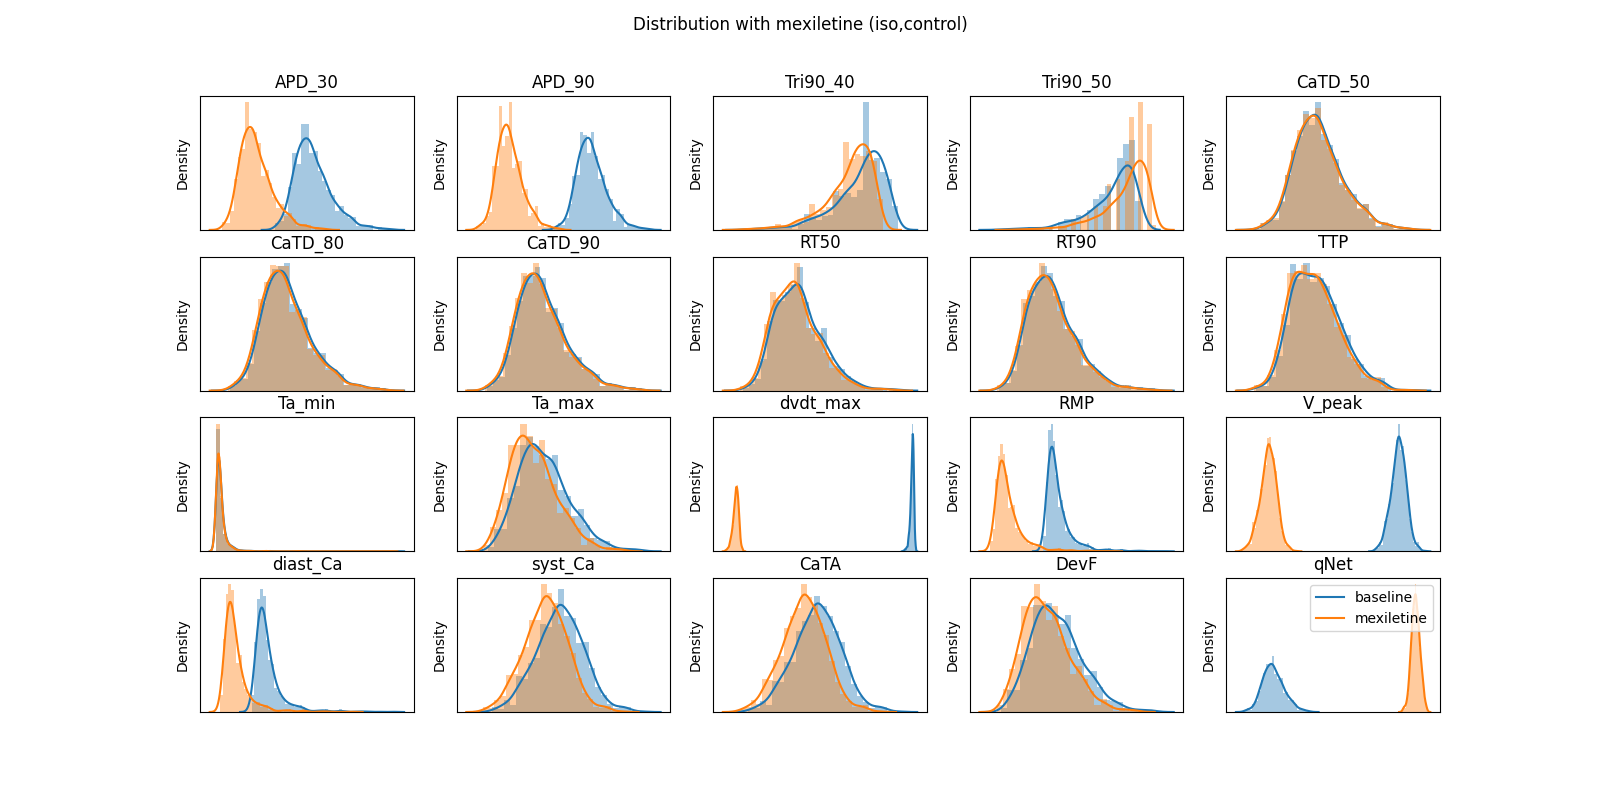 Distribution with mexiletine (iso,control)
APD_30
APD_90
Tri90_40
Tri90_50
CaTD_50
Density
Density
Density
Density
Density
CaTD_80
CaTD_90
RT50
RT90
TTP
Density
Density
Density
Density
Density
Ta_min
Ta_max
dvdt_max
RMP
V_peak
Density
Density
Density
Density
Density
diast_Ca
syst_Ca
CaTA
DevF
qNet
Density
Density
Density
Density
Density
baseline
mexiletine